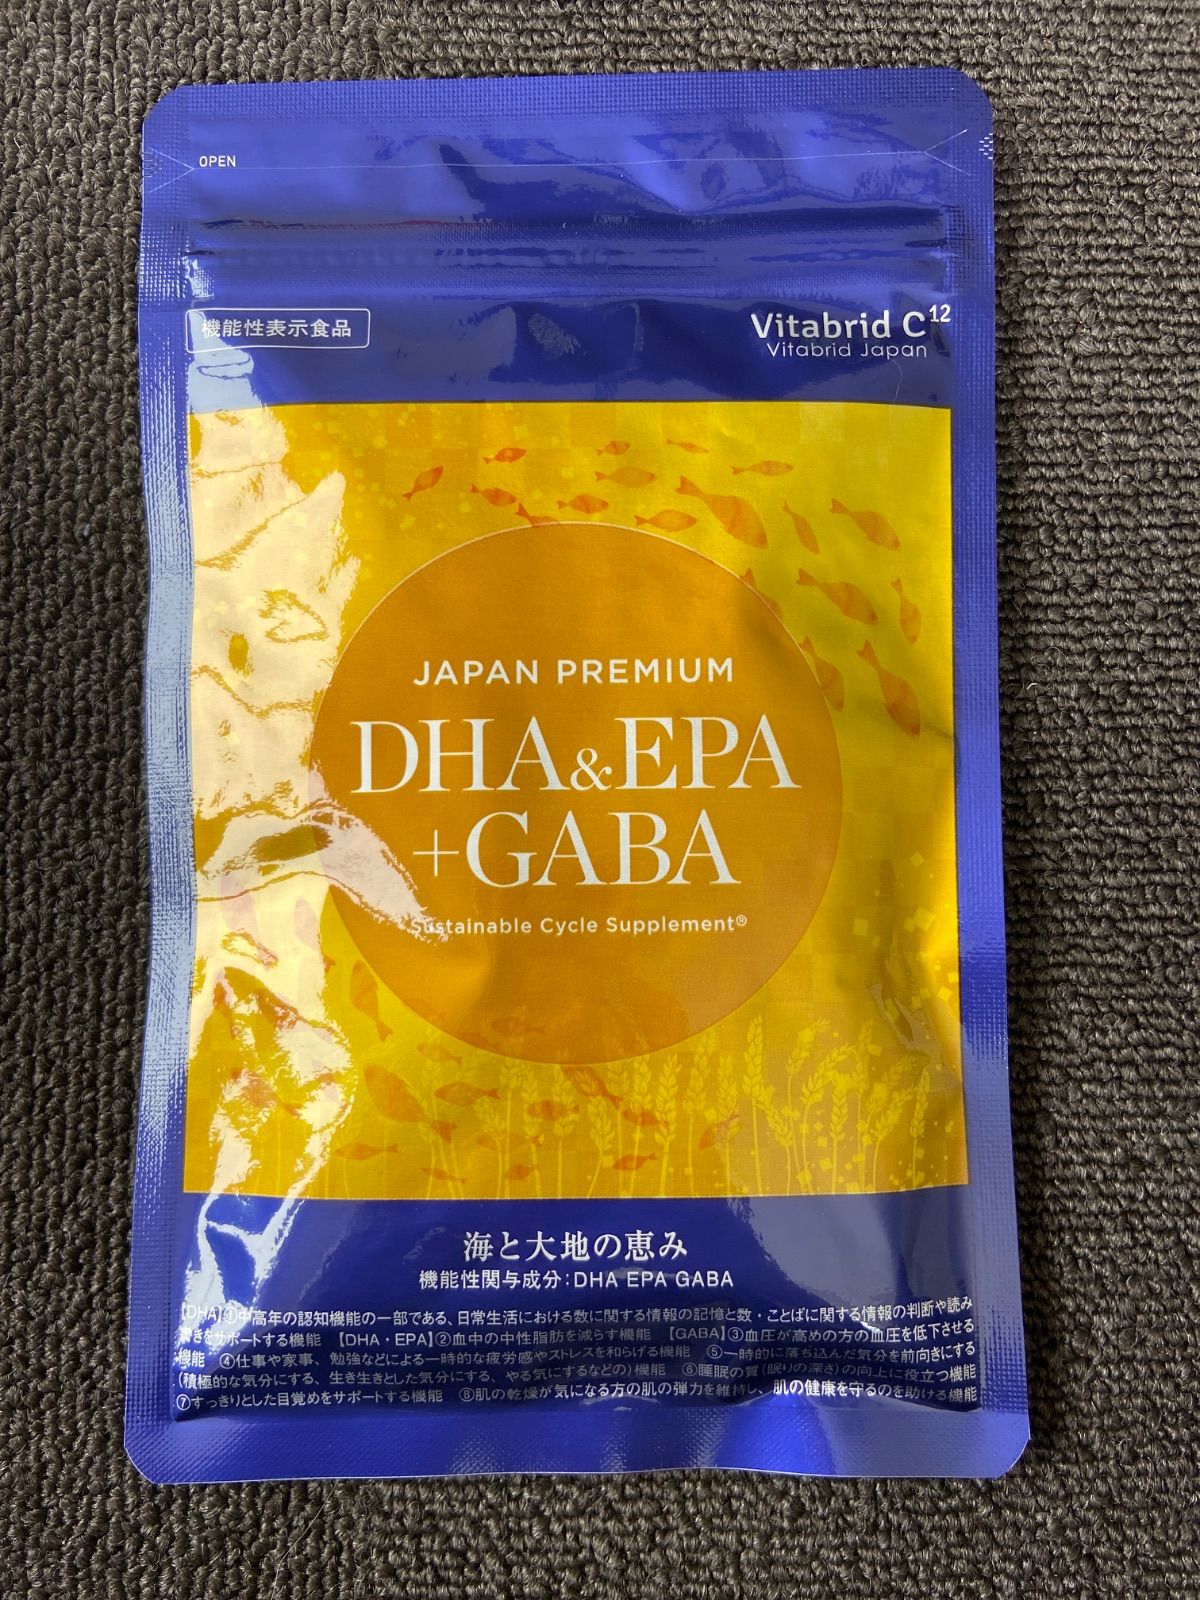 OPEN
機能性表示食品
Vitabrid C12
Vitabrid Japan
JAPAN PREMIUM
DHA&EPA
+GABA
Sustainable Cycle Supplement®
海と大地の恵み
機能性関与成分：DHA EPA GABA
【DHA】①中高年の認知機能の一部である、日常生活における数に関する情報の記憶と数・ことばに関する情報の判断や読み
書きをサポートする機能 【DHA・EPA】②血中の中性脂肪を減らす機能 【GABA】③血圧が高めの方の血圧を低下させる
機能 ④仕事や家事、勉強などによる一時的な疲労感やストレスを和らげる機能 ⑤一時的に落ち込んだ気分を前向きにする
(積極的な気分にする、生き生きとした気分にする、やる気にするなどの)機能 ⑥睡眠の質(眠りの深さ)の向上に役立つ機能
⑦すっきりとした目覚めをサポートする機能 ⑧肌の乾燥が気になる方の肌の弾力を維持し、肌の健康を守るのを助ける機能